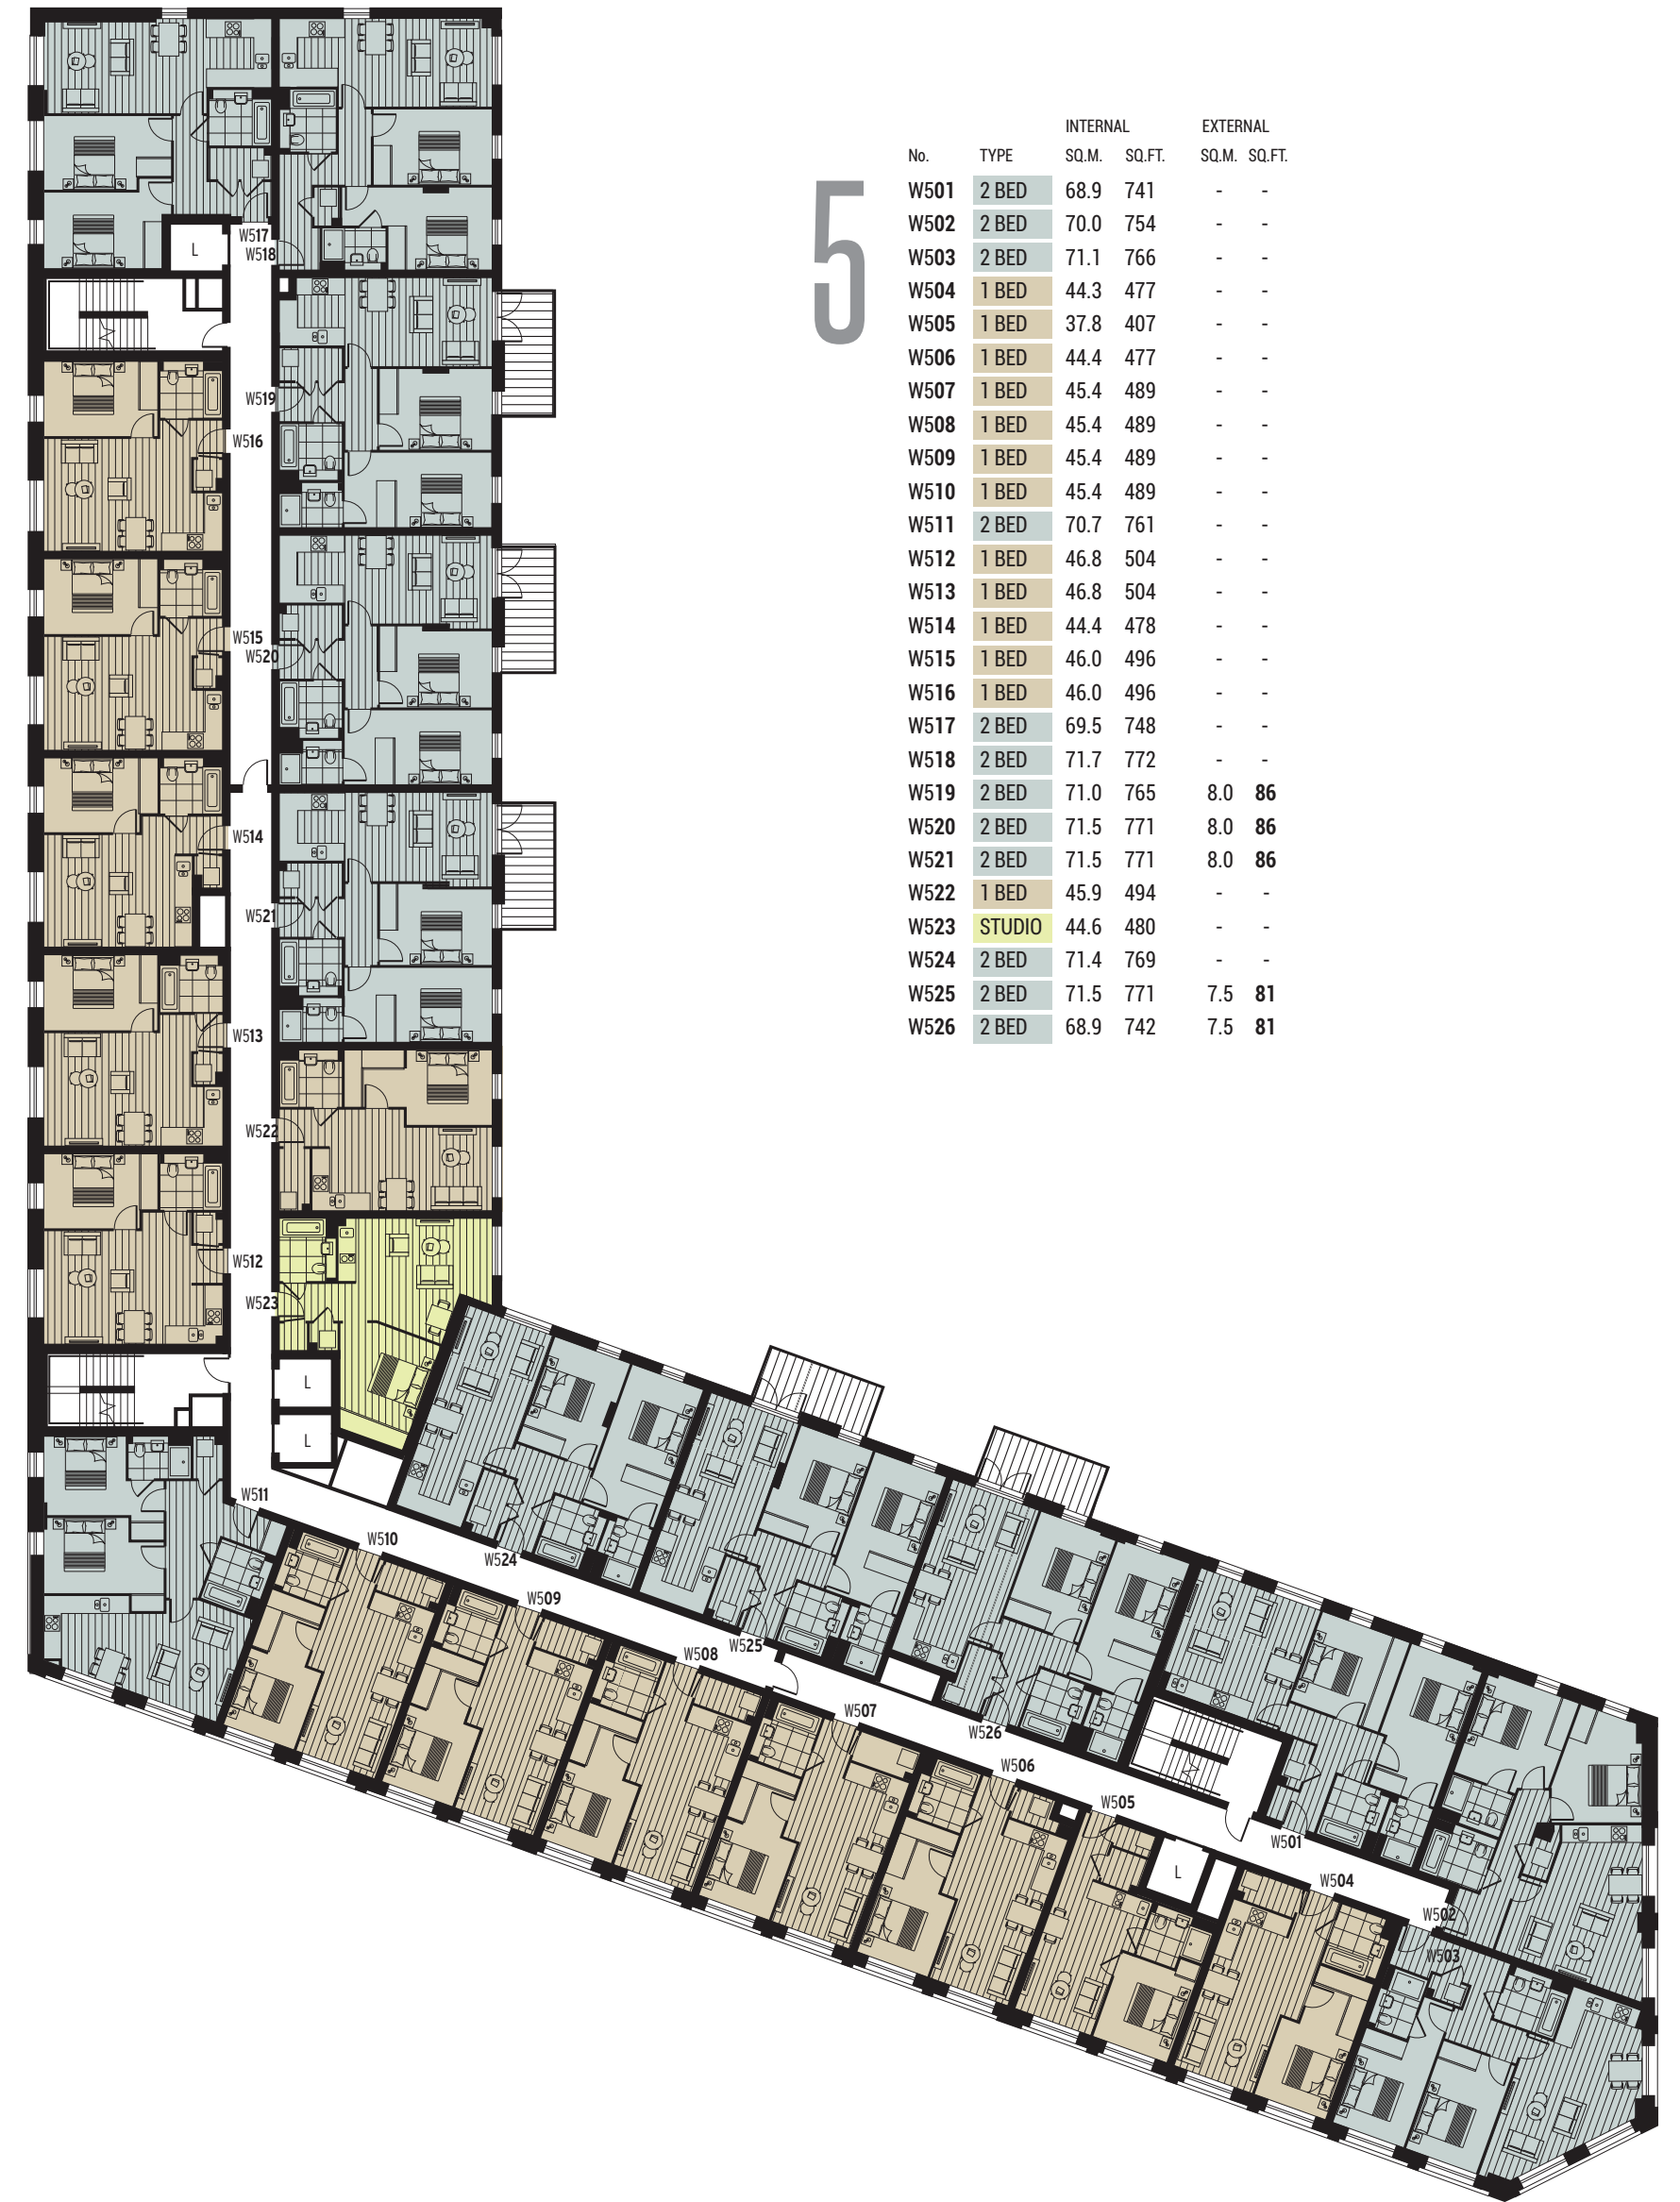 5
INTERNAL EXTERNAL
No. TYPE SQ.M. SQ.FT. SQ.M. SQ.FT.
W501 2 BED 68.9 741 - -
W502 2 BED 70.0 754 - -
W503 2 BED 71.1 766 - -
W504 1 BED 44.3 477 - -
W505 1 BED 37.8 407 - -
W506 1 BED 44.4 477 - -
W507 1 BED 45.4 489 - -
W508 1 BED 45.4 489 - -
W509 1 BED 45.4 489 - -
W510 1 BED 45.4 489 - -
W511 2 BED 70.7 761 - -
W512 1 BED 46.8 504 - -
W513 1 BED 46.8 504 - -
W514 1 BED 44.4 478 - -
W515 1 BED 46.0 496 - -
W516 1 BED 46.0 496 - -
W517 2 BED 69.5 748 - -
W518 2 BED 71.7 772 - -
W519 2 BED 71.0 765 8.0 86
W520 2 BED 71.5 771 8.0 86
W521 2 BED 71.5 771 8.0 86
W522 1 BED 45.9 494 - -
W523 STUDIO 44.6 480 - -
W524 2 BED 71.4 769 - -
W525 2 BED 71.5 771 7.5 81
W526 2 BED 68.9 742 7.5 81
W517
L
W518
W519
W516
W515
W520
W514
W521
W513
W522
W512
W523
L
L
W511
W510
W524
W509
W525
W508
W507
W526
W506
W505
W501
L
W504
W502
W503